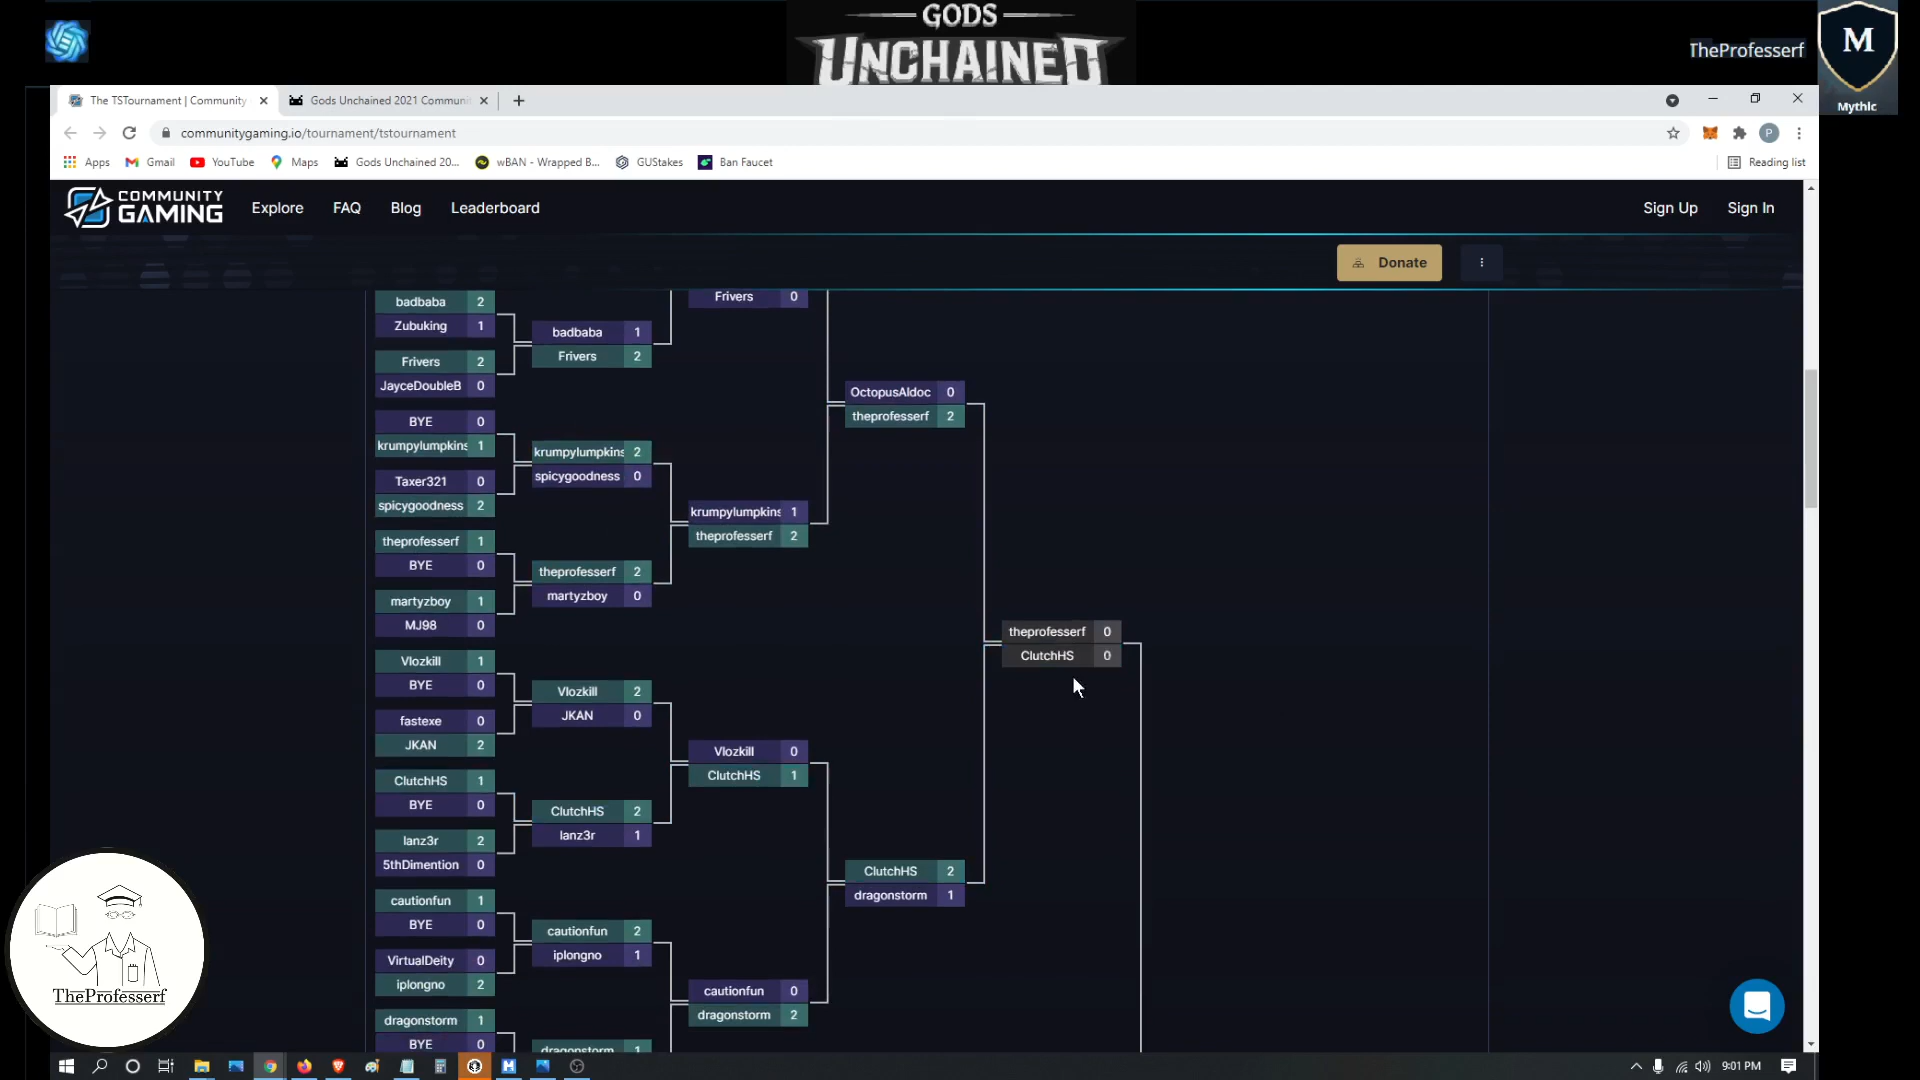 GODS
UNCHAINED
TheProfesserf
M
Mythic
The TSTournament | Community
Gods Unchained 2021 Communi
communitygaming.io/tournament/tstournament
P
Apps
Gmail
YouTube
Maps
Gods Unchained 20...
wBAN - Wrapped B...
GUStakes
Ban Faucet
Reading list
COMMUNITY
GAMING
Explore
FAQ
Blog
Leaderboard
Sign Up
Sign In
Donate
badbaba 2
Zubuking 1
Frivers 2
JayceDoubleB 0
BYE 0
krumpylumpkins 1
Taxer321 0
spicygoodness 2
theprofesserf 1
BYE 0
martyzboy 1
MJ98 0
Vlozkill 1
BYE 0
fastexe 0
JKAN 2
ClutchHS 1
BYE 0
lanz3r 2
5thDimention 0
cautionfun 1
BYE 0
VirtualDeity 0
iplongno 2
dragonstorm 1
BYE 0
badbaba 1
Frivers 2
krumpylumpkins 2
spicygoodness 0
theprofesserf 2
martyzboy 0
Vlozkill 2
JKAN 0
ClutchHS 2
lanz3r 1
cautionfun 2
iplongno 1
dragonstorm 1
Frivers 0
krumpylumpkins 1
theprofesserf 2
Vlozkill 0
ClutchHS 1
cautionfun 0
dragonstorm 2
OctopusAldoc 0
theprofesserf 2
ClutchHS 2
dragonstorm 1
theprofesserf 0
ClutchHS 0
TheProfesserf
9:01 PM